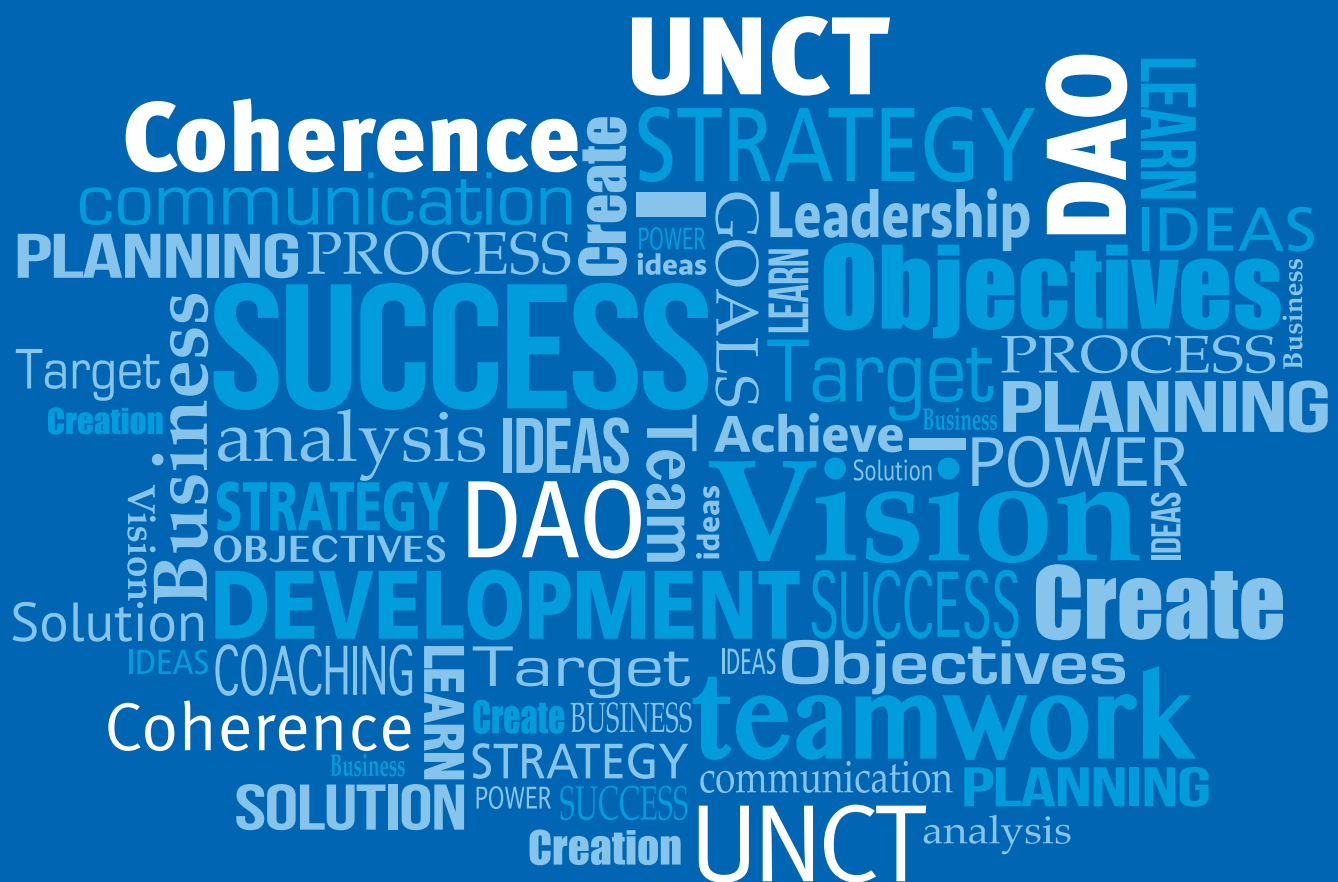 UNCT
DAO
LEARN
Coherence
Create
STRATEGY
communication
GOALS
Leadership
IDEAS
PLANNING
PROCESS
POWER
ideas
LEARN
Objectives
Business
SUCCESS
Business
Target
Target
PROCESS
Creation
Business
PLANNING
analysis
IDEAS
Team
Achieve
Solution
POWER
Vision
STRATEGY
DAO
ideas
Vision
IDEAS
OBJECTIVES
DEVELOPMENT
SUCCESS
Create
Solution
IDEAS
COACHING
LEARN
Target
IDEAS
Objectives
Coherence
Create
BUSINESS
teamwork
Business
STRATEGY
communication
PLANNING
SOLUTION
POWER
SUCCESS
Creation
UNCT
analysis